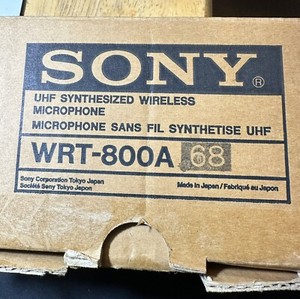 SONY®
UHF SYNTHESIZED WIRELESS
MICROPHONE
MICROPHONE SANS FIL SYNTHETISE UHF
WRT-800A 68
Sony Corporation Tokyo Japan
Société Sony Tokyo Japon
Made in Japan / Fabriqué au Japon